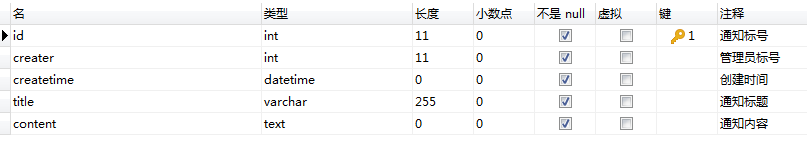 名 类型 长度 小数点 不是 null 虚拟 键 注释
id int 11 0 1 通知标号
creater int 11 0 管理员标号
createtime datetime 0 0 创建时间
title varchar 255 0 通知标题
content text 0 0 通知内容